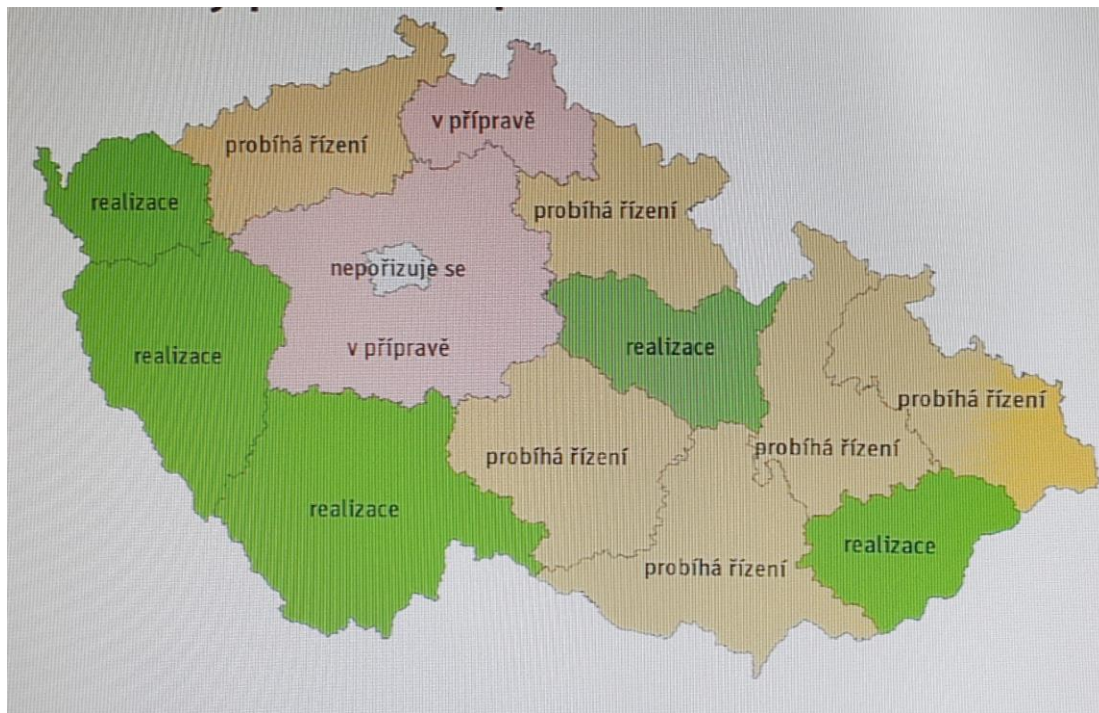 v přípravě
probíhá řízení
realizace
probíhá řízení
nepořizuje se
v přípravě
realizace
realizace
probíhá řízení
probíhá řízení
probíhá řízení
realizace
realizace
probíhá řízení